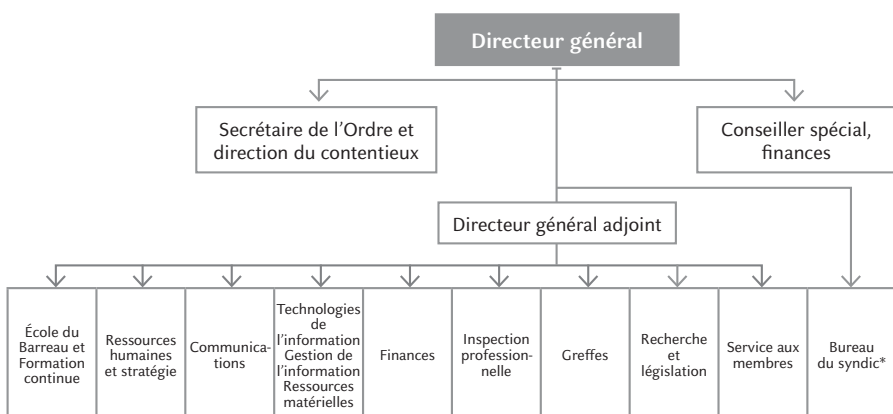 Directeur général
Secrétaire de l'Ordre et
direction du contentieux
Conseiller spécial,
finances
Directeur général adjoint
École du
Barreau et
Formation
continue
Ressources
humaines
et stratégie
Communica-
tions
Technologies
de
l'information
Gestion de
l'information
Ressources
matérielles
Finances
Inspection
profession-
nelle
Greffes
Recherche
et
législation
Service aux
membres
Bureau
du syndic*